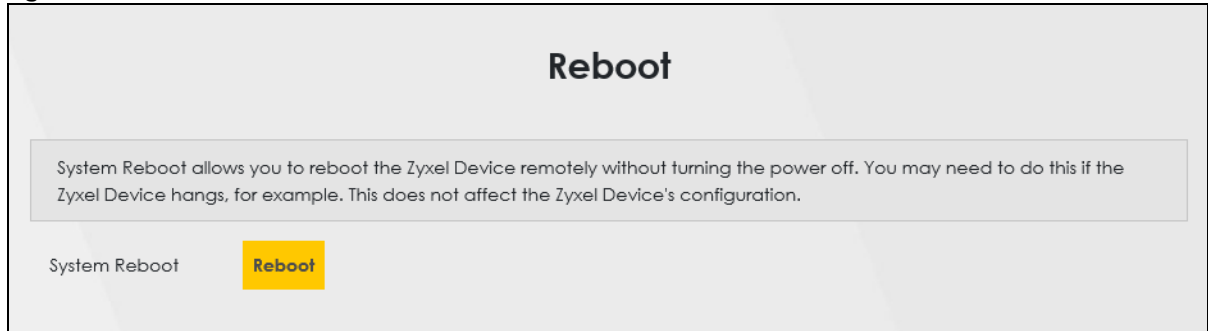 Reboot
System Reboot allows you to reboot the Zyxel Device remotely without turning the power off. You may need to do this if the
Zyxel Device hangs, for example. This does not affect the Zyxel Device's configuration.
System Reboot Reboot